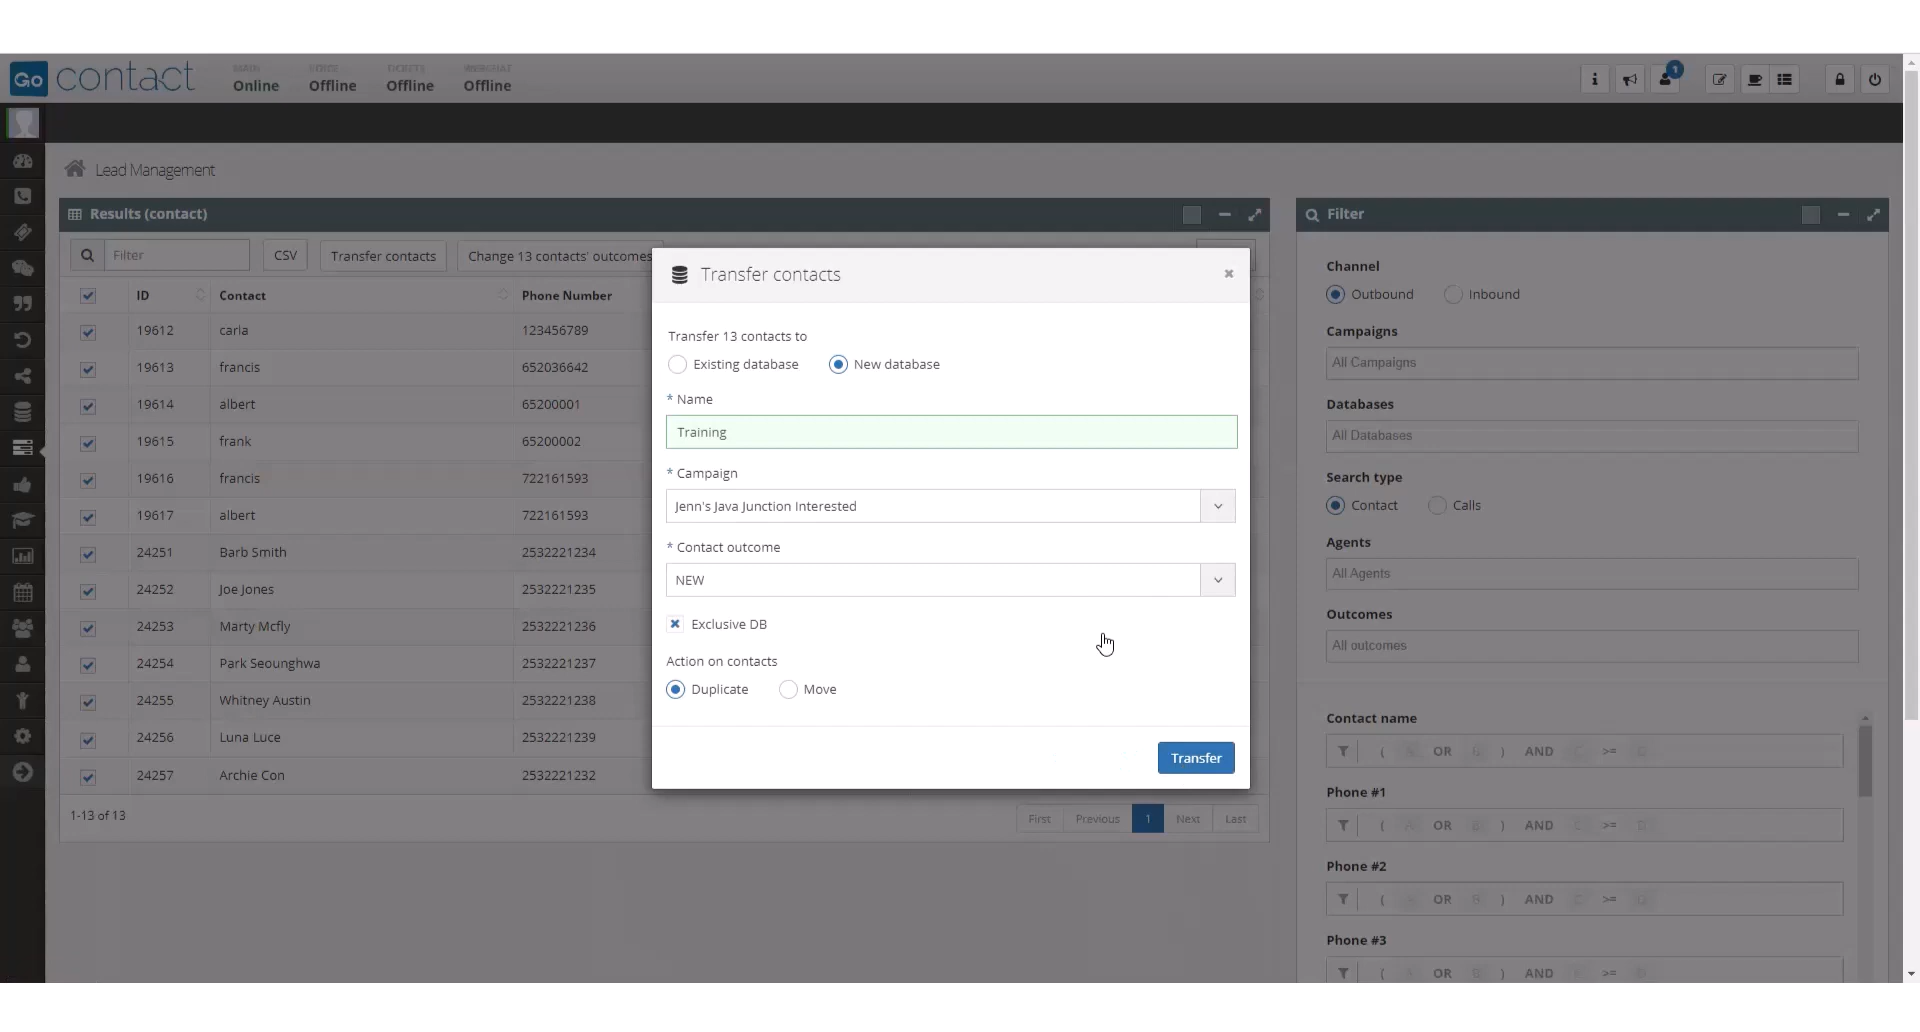 Go contact
MAIN
Online
VOICE
Offline
TICKETS
Offline
WEBCHAT
Offline
1
Lead Management
Results (contact)
Filter
CSV
Transfer contacts
Change 13 contacts' outcomes
ID Contact Phone Number
19612 carla 123456789
19613 francis 652036642
19614 albert 65200001
19615 frank 65200002
19616 francis 722161593
19617 albert 722161593
24251 Barb Smith 2532221234
24252 Joe Jones 2532221235
24253 Marty Mcfly 2532221236
24254 Park Seounghwa 2532221237
24255 Whitney Austin 2532221238
24256 Luna Luce 2532221239
24257 Archie Con 2532221232
1-13 of 13
First Previous 1 Next Last
Transfer contacts
Transfer 13 contacts to
Existing database New database
* Name
Training
* Campaign
Jenn's Java Junction Interested
* Contact outcome
NEW
Exclusive DB
Action on contacts
Duplicate Move
Transfer
Filter
Channel
Outbound Inbound
Campaigns
All Campaigns
Databases
All Databases
Search type
Contact Calls
Agents
All Agents
Outcomes
All outcomes
Contact name
( A OR B ) AND C >= D
Phone #1
( A OR B ) AND C >= D
Phone #2
( A OR B ) AND C >= D
Phone #3
( A OR B ) AND C >= D